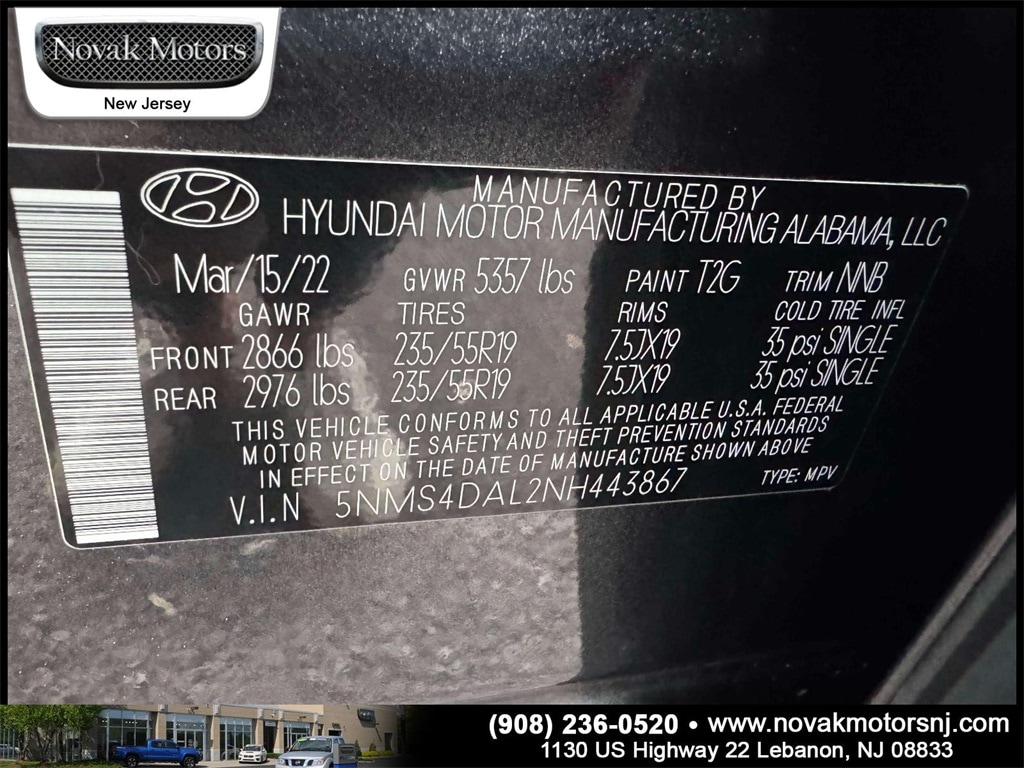 Novak Motors
New Jersey
MANUFACTURED BY
HYUNDAI MOTOR MANUFACTURING ALABAMA, LLC
Mar/15/22 GVWR 5357 lbs PAINT T2G TRIM NNB
GAWR TIRES RIMS COLD TIRE INFL
FRONT 2866 lbs 235/55R19 7.5JX19 35 psi SINGLE
REAR 2976 lbs 235/55R19 7.5JX19 35 psi SINGLE
THIS VEHICLE CONFORMS TO ALL APPLICABLE U.S.A. FEDERAL
MOTOR VEHICLE SAFETY AND THEFT PREVENTION STANDARDS
IN EFFECT ON THE DATE OF MANUFACTURE SHOWN ABOVE
V.I.N 5NMS4DAL2NH443867 TYPE: MPV
(908) 236-0520 • www.novakmotorsnj.com
1130 US Highway 22 Lebanon, NJ 08833